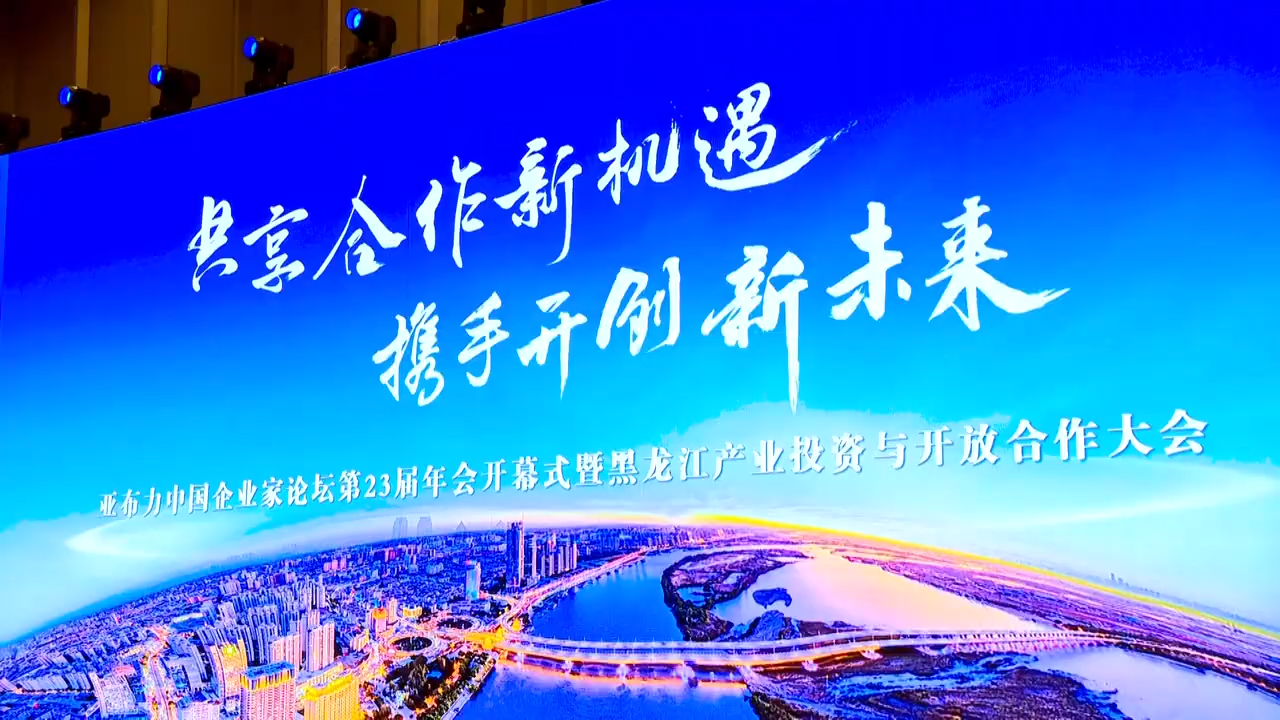 共享合作新机遇
携手开创新未来
亚布力中国企业家论坛第23届年会开幕式暨黑龙江产业投资与开放合作大会